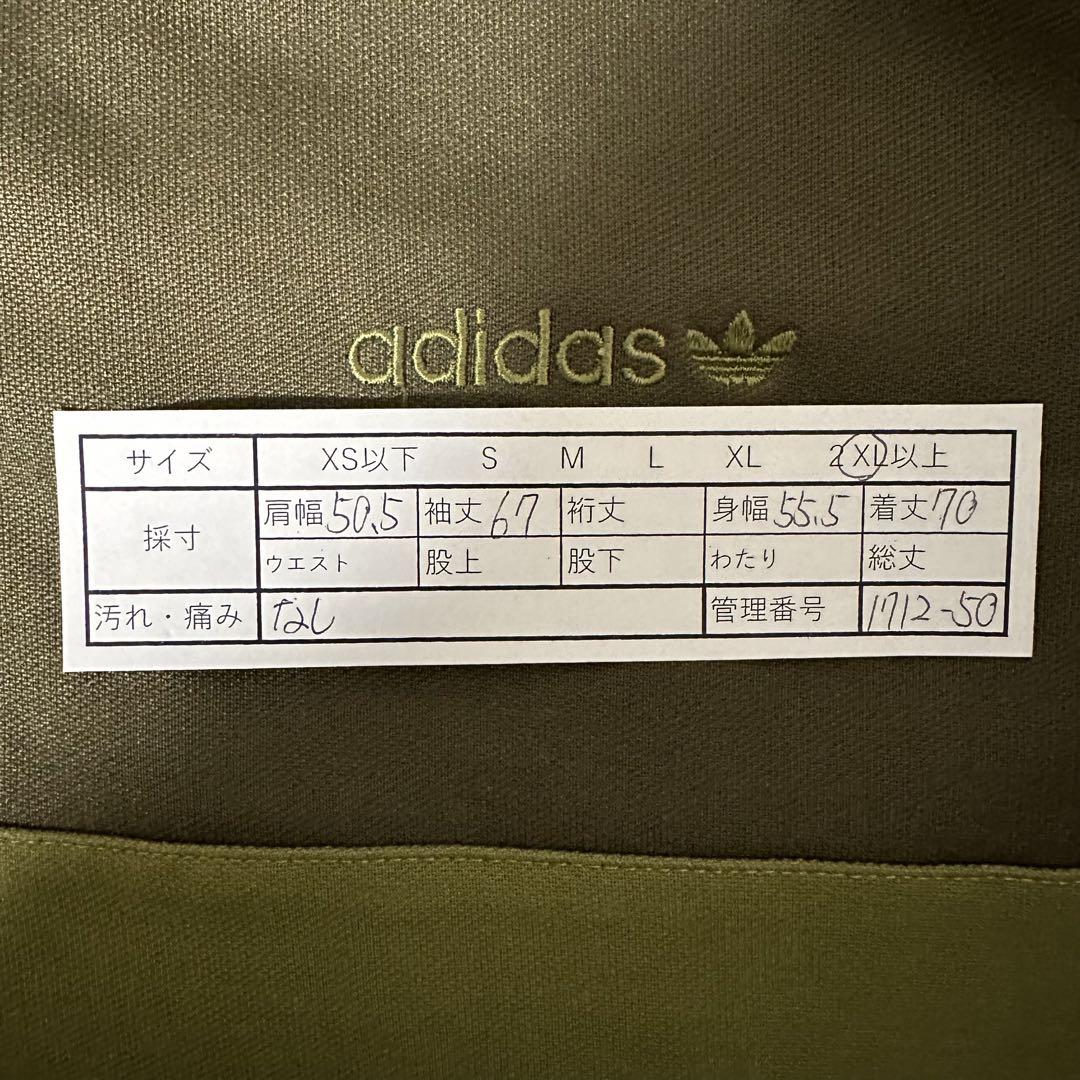 adidas
サイズ XS以下 S M L XL 2XL以上
採寸 肩幅 50.5 袖丈 67 裄丈 身幅 55.5 着丈 70
ウエスト 股上 股下 わたり 総丈
汚れ・痛み なし 管理番号 1712-50